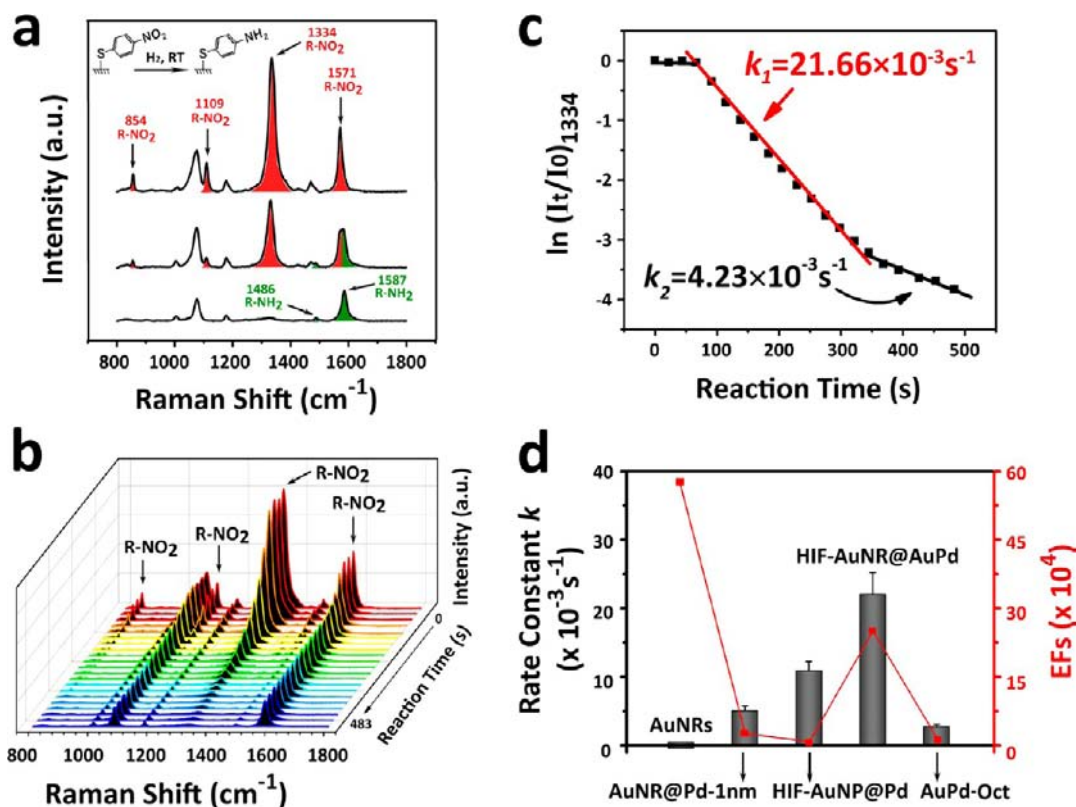 a
NO₂
S
H₂, RT
NH₂
S
1334
R-NO₂
1571
R-NO₂
1109
R-NO₂
854
R-NO₂
1486
R-NH₂
1587
R-NH₂
Intensity (a.u.)
800 1000 1200 1400 1600 1800
Raman Shift (cm⁻¹)
b
R-NO₂
R-NO₂
R-NO₂
R-NO₂
Intensity (a.u.)
0
Reaction Time (s)
483
800 1000 1200 1400 1600 1800
Raman Shift (cm⁻¹)
c
k₁=21.66×10⁻³s⁻¹
k₂=4.23×10⁻³s⁻¹
ln (It/I0)₁₃₃₄
0
-1
-2
-3
-4
0 100 200 300 400 500
Reaction Time (s)
d
Rate Constant k
(x 10⁻³s⁻¹)
40
30
20
10
0
HIF-AuNR@AuPd
AuNRs
60
45
30
15
0
EFs (x 10⁴)
AuNR@Pd-1nm HIF-AuNP@Pd AuPd-Oct